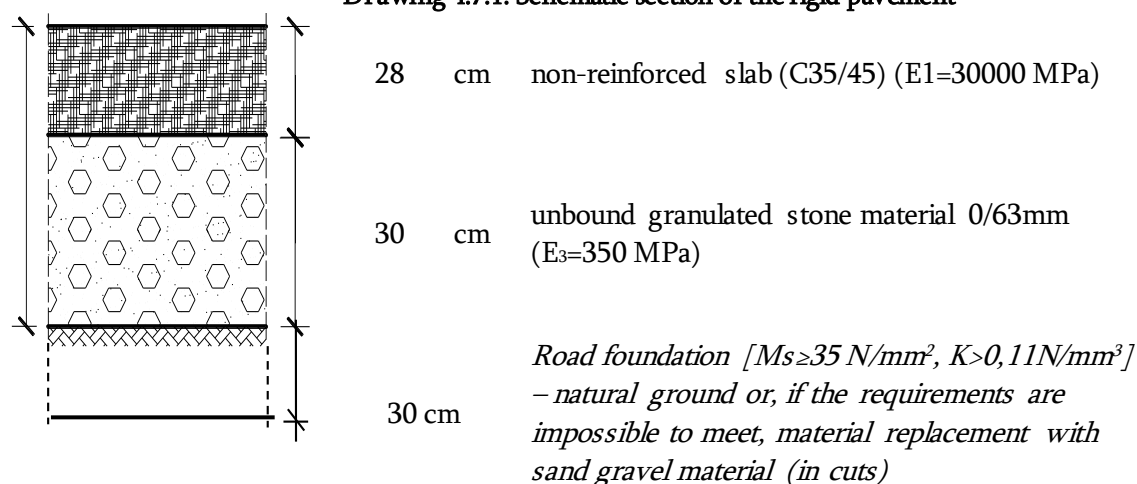 Drawing 4.7.1. Schematic section of the rigid pavement
28 cm non-reinforced slab (C35/45) (E1=30000 MPa)
30 cm unbound granulated stone material 0/63mm
(E₃=350 MPa)
30 cm Road foundation [Ms≥35 N/mm², K>0,11N/mm³]
– natural ground or, if the requirements are
impossible to meet, material replacement with
sand gravel material (in cuts)